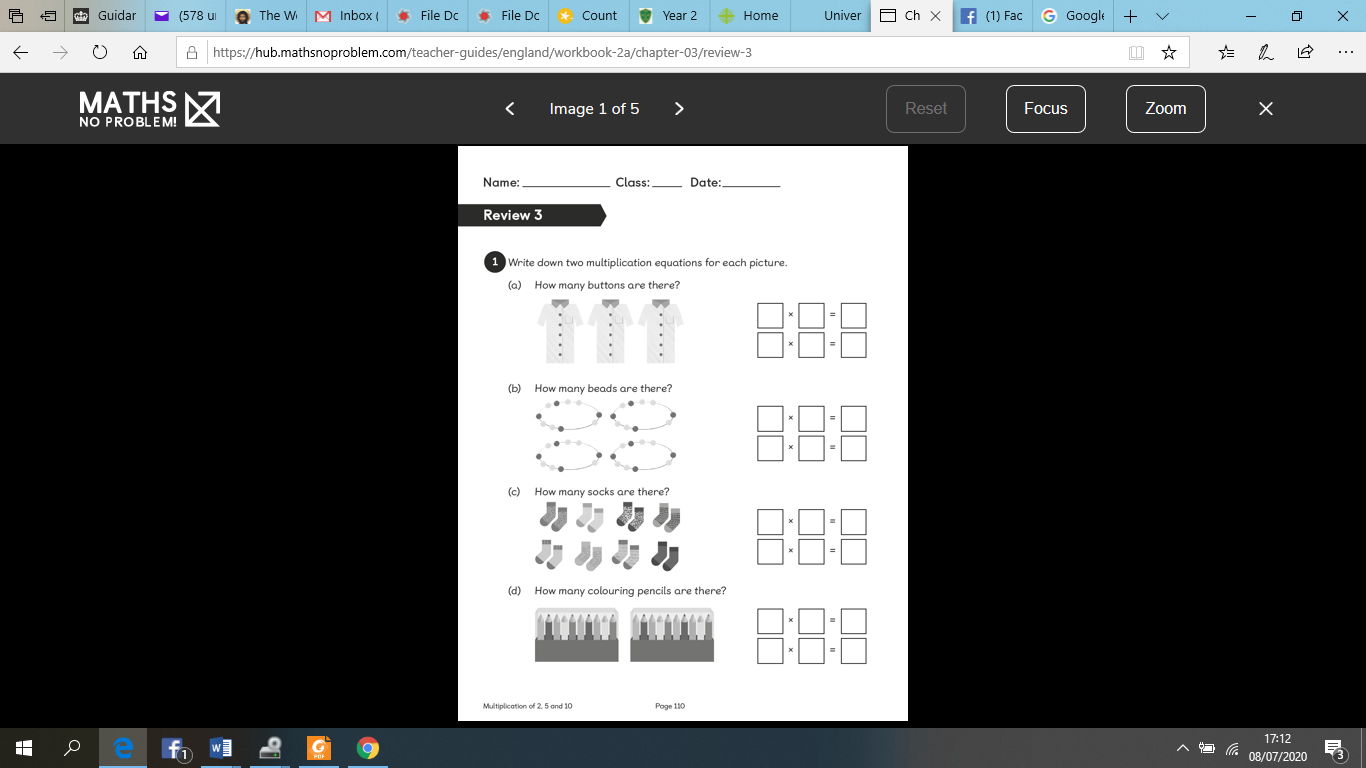 Guidar
(578 u
The W
Inbox (
File Dc
File Dc
Count
Year 2
Home
Univer
Ch
(1) Fac
Google
https://hub.mathsnoproblem.com/teacher-guides/england/workbook-2a/chapter-03/review-3
MATHS
NO PROBLEM!
Image 1 of 5
Reset
Focus
Zoom
Name: Class: Date:
Review 3
1 Write down two multiplication equations for each picture.
(a) How many buttons are there?
× =
× =
(b) How many beads are there?
× =
× =
(c) How many socks are there?
× =
× =
(d) How many colouring pencils are there?
× =
× =
Multiplication of 2, 5 and 10 Page 110
17:12
08/07/2020
1
3